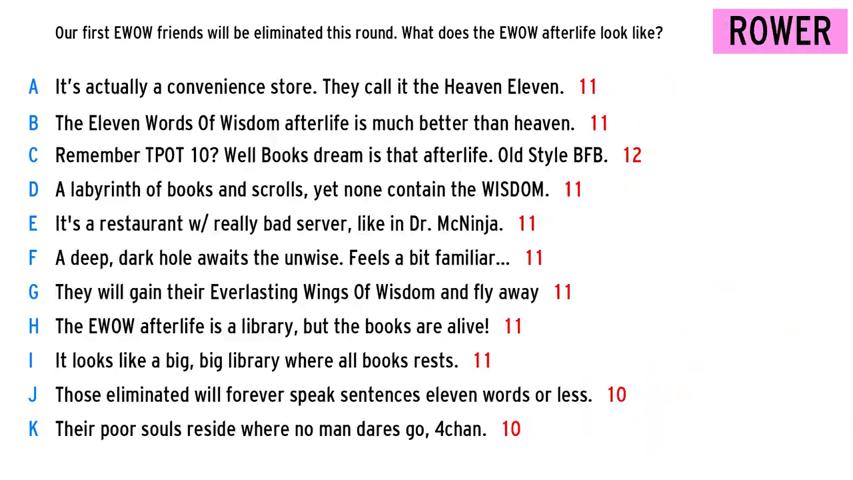 Our first EWOW friends will be eliminated this round. What does the EWOW afterlife look like?
ROWER
A It's actually a convenience store. They call it the Heaven Eleven. 11
B The Eleven Words Of Wisdom afterlife is much better than heaven. 11
C Remember TPOT 10? Well Books dream is that afterlife. Old Style BFB. 12
D A labyrinth of books and scrolls, yet none contain the WISDOM. 11
E It's a restaurant w/ really bad server, like in Dr. McNinja. 11
F A deep, dark hole awaits the unwise. Feels a bit familiar... 11
G They will gain their Everlasting Wings Of Wisdom and fly away 11
H The EWOW afterlife is a library, but the books are alive! 11
I It looks like a big, big library where all books rests. 11
J Those eliminated will forever speak sentences eleven words or less. 10
K Their poor souls reside where no man dares go, 4chan. 10